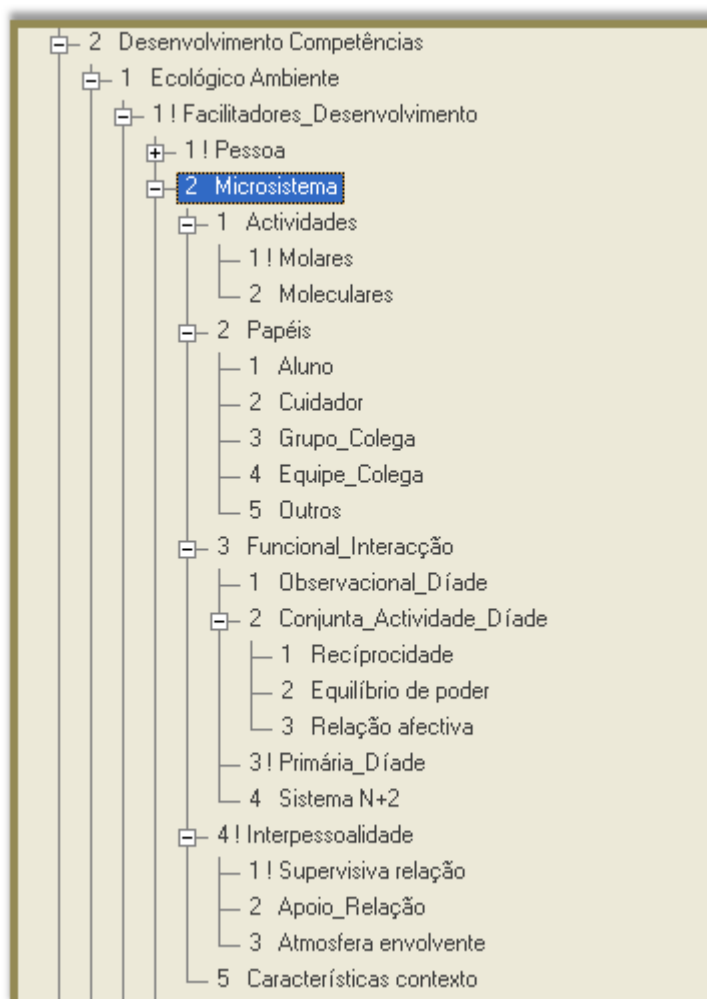 2 Desenvolvimento Competências
1 Ecológico Ambiente
1 ! Facilitadores_Desenvolvimento
1 ! Pessoa
2 Microsistema
1 Actividades
1 ! Molares
2 Moleculares
2 Papéis
1 Aluno
2 Cuidador
3 Grupo_Colega
4 Equipe_Colega
5 Outros
3 Funcional_Interacção
1 Observacional_Díade
2 Conjunta_Actividade_Díade
1 Recíprocidade
2 Equilíbrio de poder
3 Relação afectiva
3 ! Primária_Díade
4 Sistema N+2
4 ! Interpessoalidade
1 ! Supervisiva relação
2 Apoio_Relação
3 Atmosfera envolvente
5 Características contexto